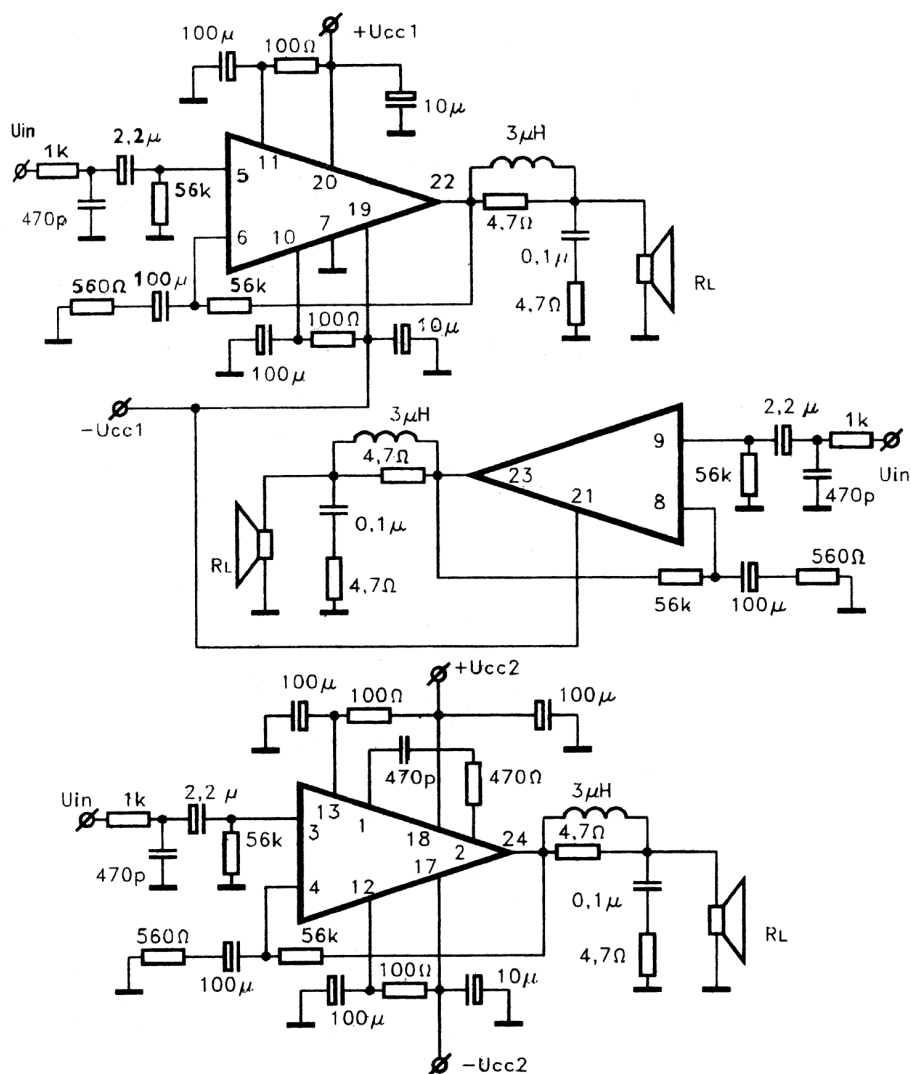 +Ucc1
100μ
100Ω
10μ
Uin
1k
2,2μ
11
3μH
5
20
22
56k
19
4,7Ω
470p
6
10
7
0,1μ
RL
560Ω
100μ
56k
4,7Ω
100Ω
10μ
100μ
-Ucc1
3μH
2,2 μ
1k
9
4,7Ω
23
Uin
21
56k
470p
8
0,1μ
RL
560Ω
4,7Ω
56k
100μ
+Ucc2
100μ
100Ω
100μ
470p
470Ω
Uin
1k
2,2 μ
3μH
13
1
3
18
2
24
4,7Ω
56k
17
470p
4
12
0,1μ
RL
560Ω
56k
4,7Ω
100μ
100Ω
10μ
100μ
-Ucc2